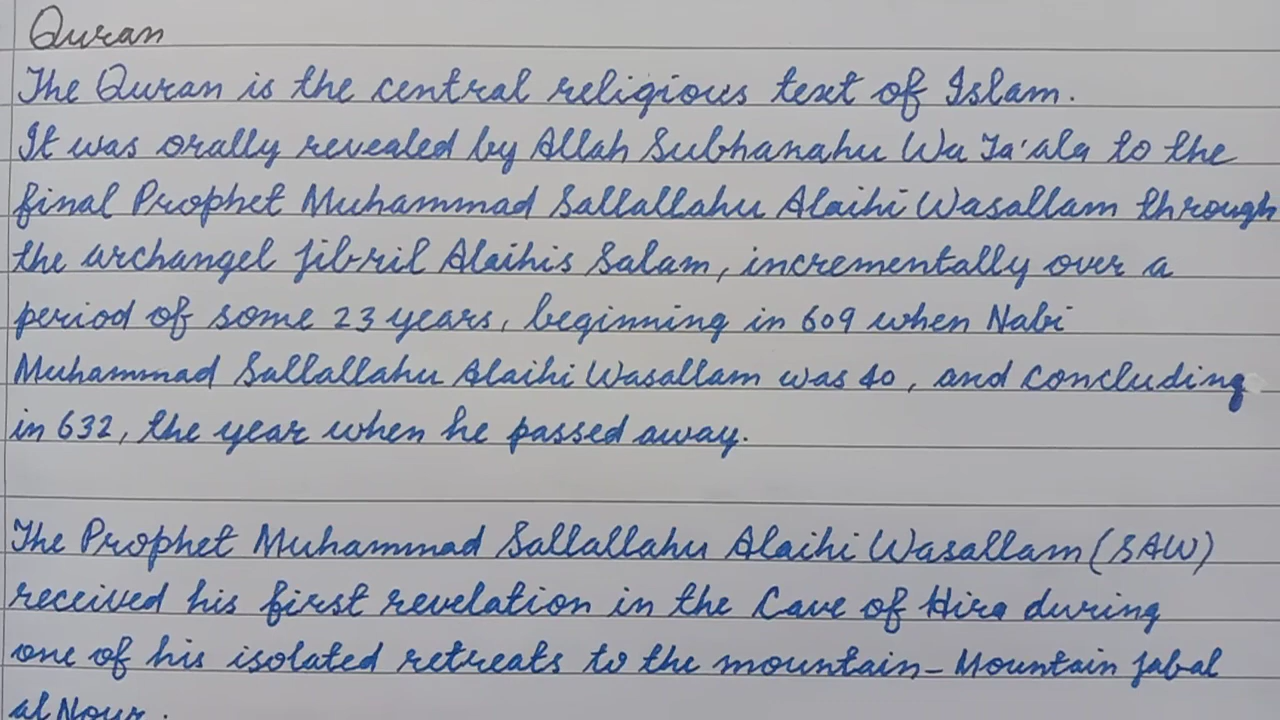 Quran
The Quran is the central religious text of Islam.
It was orally revealed by Allah Subhanahu Wa Ta'ala to the
final Prophet Muhammad Sallallahu Alaihi Wasallam through
the archangel Jibril Alaihis Salam, incrementally over a
period of some 23 years, beginning in 609 when Nabi
Muhammad Sallallahu Alaihi Wasallam was 40, and concluding
in 632, the year when he passed away.
The Prophet Muhammad Sallallahu Alaihi Wasallam (SAW)
received his first revelation in the Cave of Hira during
one of his isolated retreats to the mountain - Mountain Jabal
al Nour.